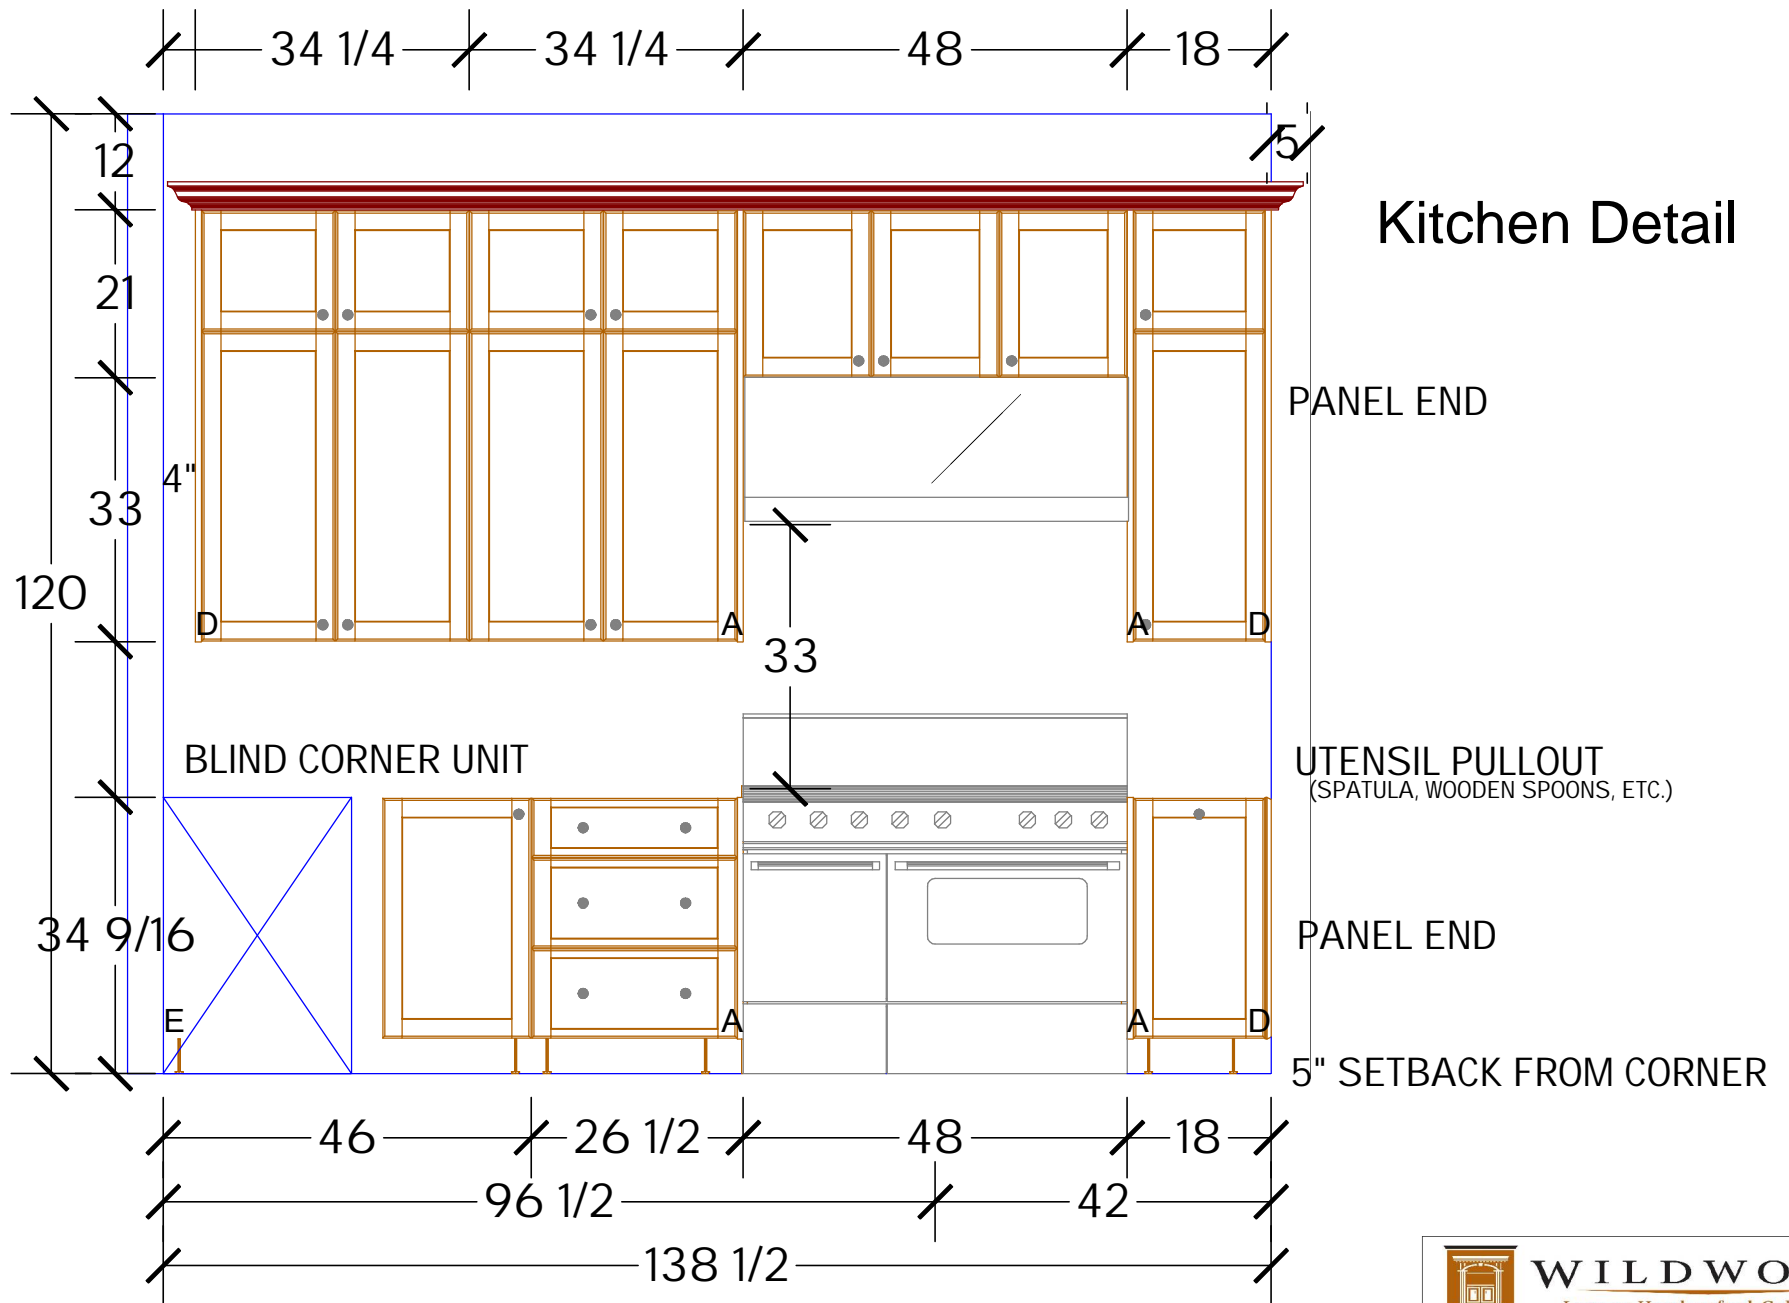 34 1/4 34 1/4 48 18
12
5
Kitchen Detail
21
PANEL END
4"
33
120
D A A D
33
BLIND CORNER UNIT
UTENSIL PULLOUT
(SPATULA, WOODEN SPOONS, ETC.)
34 9/16
PANEL END
E A A D
5" SETBACK FROM CORNER
46 26 1/2 48 18
96 1/2 42
138 1/2
WILDWO